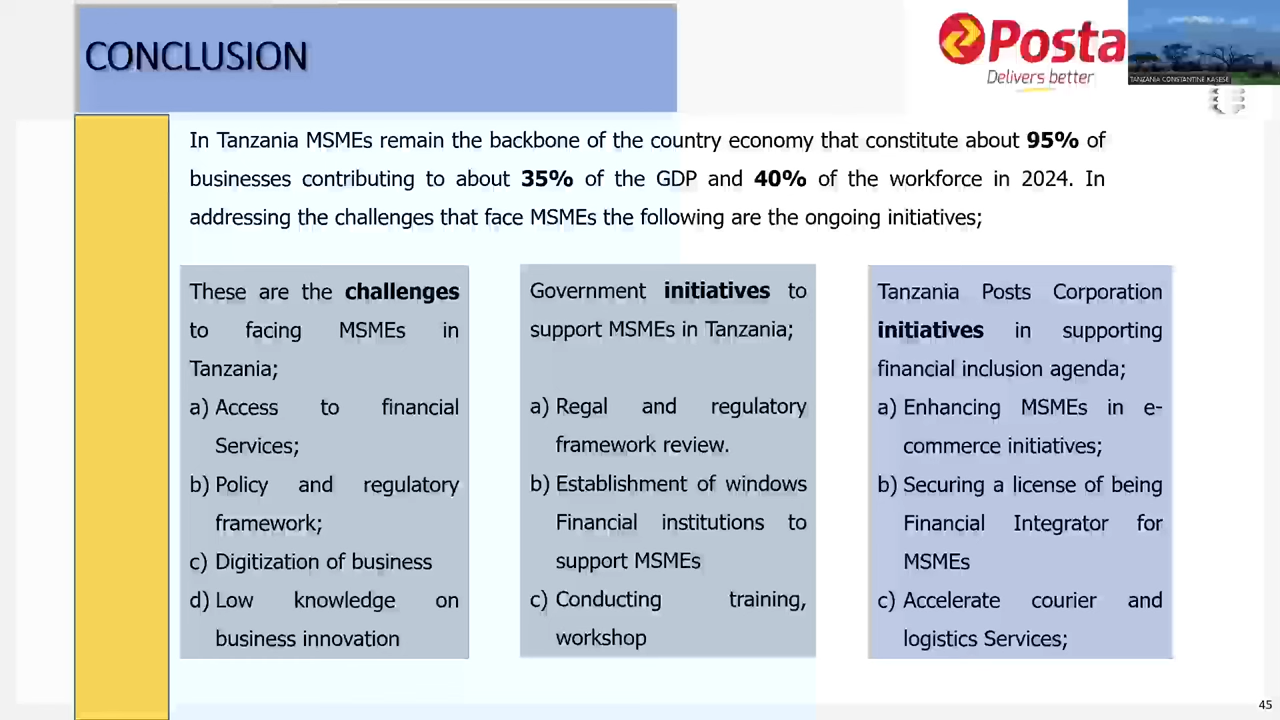 CONCLUSION
Posta
Delivers better
TANZANIA CONSTANTINE KASESE
In Tanzania MSMEs remain the backbone of the country economy that constitute about 95% of
businesses contributing to about 35% of the GDP and 40% of the workforce in 2024. In
addressing the challenges that face MSMEs the following are the ongoing initiatives;
These are the challenges
to facing MSMEs in
Tanzania;
a) Access to financial
Services;
b) Policy and regulatory
framework;
c) Digitization of business
d) Low knowledge on
business innovation
Government initiatives to
support MSMEs in Tanzania;
a) Regal and regulatory
framework review.
b) Establishment of windows
Financial institutions to
support MSMEs
c) Conducting training,
workshop
Tanzania Posts Corporation
initiatives in supporting
financial inclusion agenda;
a) Enhancing MSMEs in e-
commerce initiatives;
b) Securing a license of being
Financial Integrator for
MSMEs
c) Accelerate courier and
logistics Services;
45